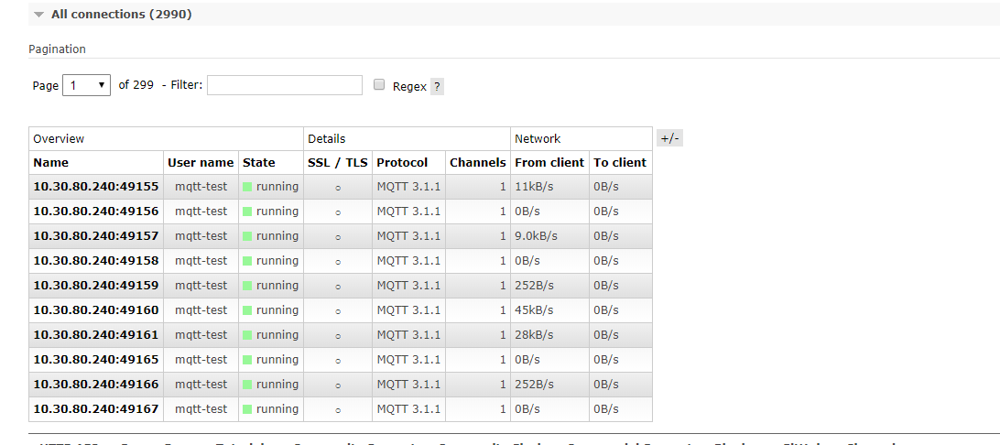 All connections (2990)
Pagination
Page 1 of 299 - Filter: Regex ?
Overview Details Network +/-
Name User name State SSL / TLS Protocol Channels From client To client
10.30.80.240:49155 mqtt-test running ○ MQTT 3.1.1 1 11kB/s 0B/s
10.30.80.240:49156 mqtt-test running ○ MQTT 3.1.1 1 0B/s 0B/s
10.30.80.240:49157 mqtt-test running ○ MQTT 3.1.1 1 9.0kB/s 0B/s
10.30.80.240:49158 mqtt-test running ○ MQTT 3.1.1 1 0B/s 0B/s
10.30.80.240:49159 mqtt-test running ○ MQTT 3.1.1 1 252B/s 0B/s
10.30.80.240:49160 mqtt-test running ○ MQTT 3.1.1 1 45kB/s 0B/s
10.30.80.240:49161 mqtt-test running ○ MQTT 3.1.1 1 28kB/s 0B/s
10.30.80.240:49165 mqtt-test running ○ MQTT 3.1.1 1 0B/s 0B/s
10.30.80.240:49166 mqtt-test running ○ MQTT 3.1.1 1 252B/s 0B/s
10.30.80.240:49167 mqtt-test running ○ MQTT 3.1.1 1 0B/s 0B/s